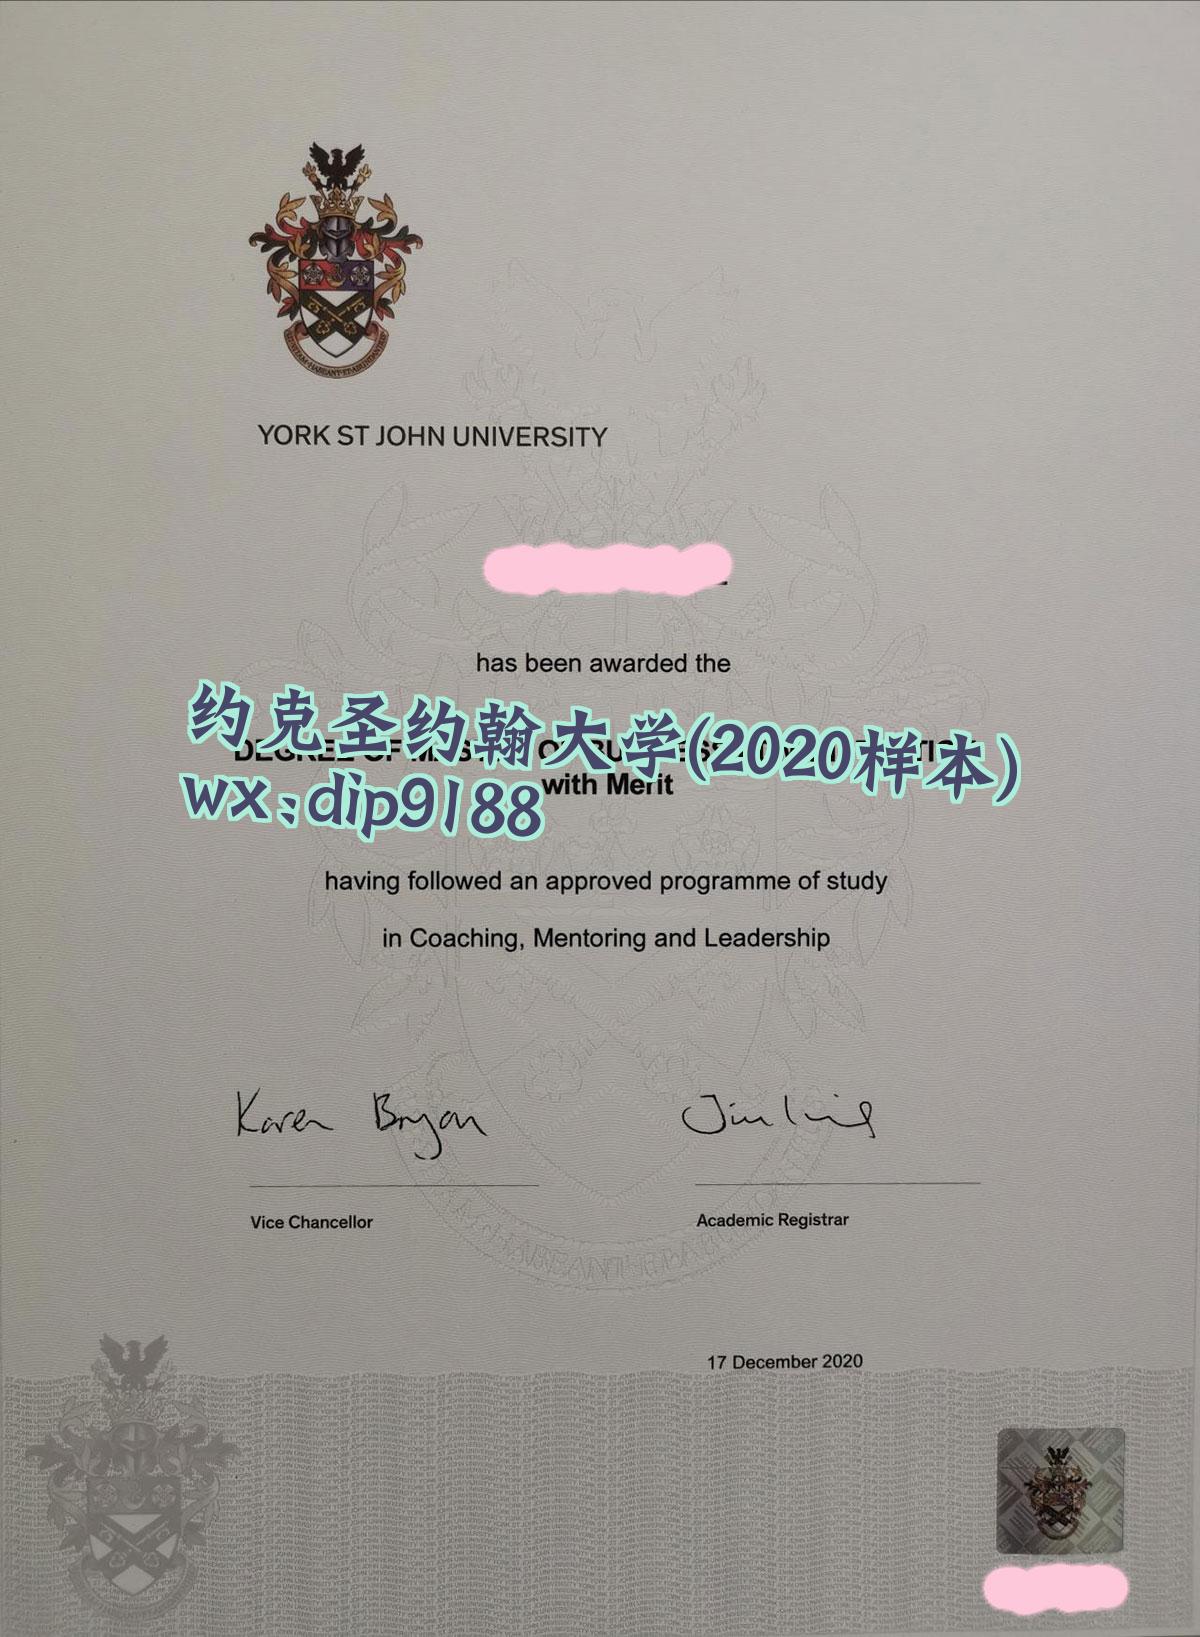 YORK ST JOHN UNIVERSITY
has been awarded the
约克圣约翰大学(2020样本)
DEGREE OF
wx:dip9188
with Merit
having followed an approved programme of study
in Coaching, Mentoring and Leadership
Karen Bryan
Vice Chancellor
Academic Registrar
17 December 2020